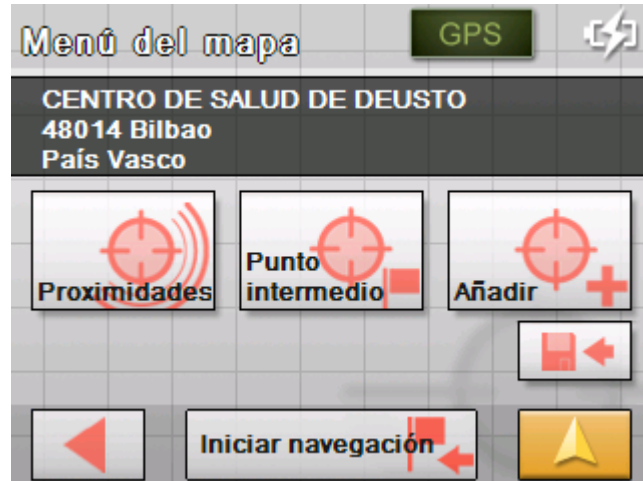 Menú del mapa
GPS
CENTRO DE SALUD DE DEUSTO
48014 Bilbao
País Vasco
Proximidades
Punto
intermedio
Añadir
Iniciar navegación